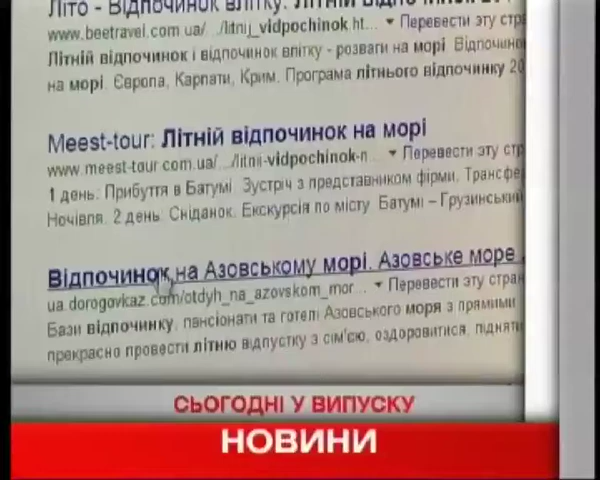 Літо - Відпочинок влітку. Літній
www.beetravel.com.ua/.../litnij_vidpochinok.ht... Перевести эту стра
Літній відпочинок і відпочинок влітку - розваги на морі. Відпочинок
на морі. Європа, Карпати, Крим. Програма літнього відпочинку 20
Meest-tour: Літній відпочинок на морі
www.meest-tour.com.ua/.../litnii-vidpochinok-n... Перевести эту стр
1 день. Прибуття в Батумі. Зустріч з представником фірми. Трансфе
Ночівля. 2 день. Сніданок. Екскурсія по місту. Батумі – Грузинський
Відпочинок на Азовському морі. Азовське море
ua.dorogovkaz.com/otdyh_na_azovskom_mor... Перевести эту стран
Бази відпочинку, пансіонати та готелі Азовського моря з прямими
прекрасно провести літню відпустку з сім'єю, оздоровитися, підняти
СЬОГОДНІ У ВИПУСКУ
НОВИНИ